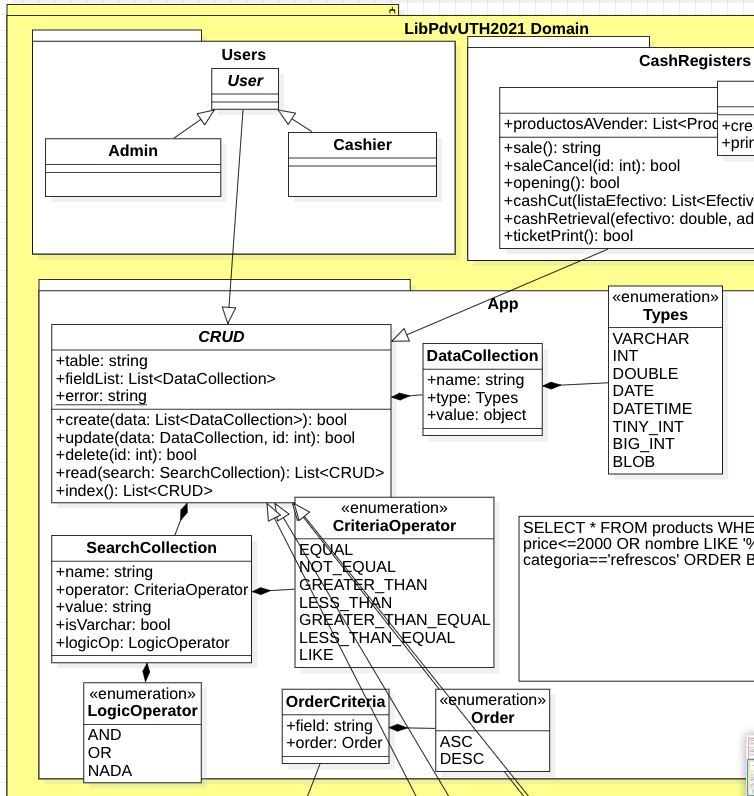 LibPdvUTH2021 Domain
Users
User
Admin
Cashier
CashRegisters
+productosAVender: List<Prod
+sale(): string
+saleCancel(id: int): bool
+opening(): bool
+cashCut(listaEfectivo: List<Efectiv
+cashRetrieval(efectivo: double, ad
+ticketPrint(): bool
+cre
+prin
App
CRUD
+table: string
+fieldList: List<DataCollection>
+error: string
+create(data: List<DataCollection>): bool
+update(data: DataCollection, id: int): bool
+delete(id: int): bool
+read(search: SearchCollection): List<CRUD>
+index(): List<CRUD>
DataCollection
+name: string
+type: Types
+value: object
«enumeration»
Types
VARCHAR
INT
DOUBLE
DATE
DATETIME
TINY_INT
BIG_INT
BLOB
«enumeration»
CriteriaOperator
EQUAL
NOT_EQUAL
GREATER_THAN
LESS_THAN
GREATER_THAN_EQUAL
LESS_THAN_EQUAL
LIKE
SELECT * FROM products WHE
price<=2000 OR nombre LIKE '%
categoria=='refrescos' ORDER B
SearchCollection
+name: string
+operator: CriteriaOperator
+value: string
+isVarchar: bool
+logicOp: LogicOperator
«enumeration»
LogicOperator
AND
OR
NADA
OrderCriteria
+field: string
+order: Order
«enumeration»
Order
ASC
DESC